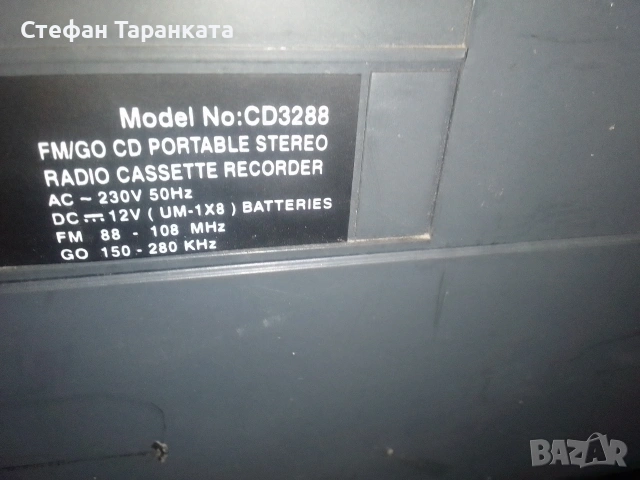 Стефан Таранката
Model No:CD3288
FM/GO CD PORTABLE STEREO
RADIO CASSETTE RECORDER
AC ~ 230V 50Hz
DC ⎓ 12V ( UM-1X8 ) BATTERIES
FM 88 - 108 MHz
GO 150 - 280 KHz
BAZAR